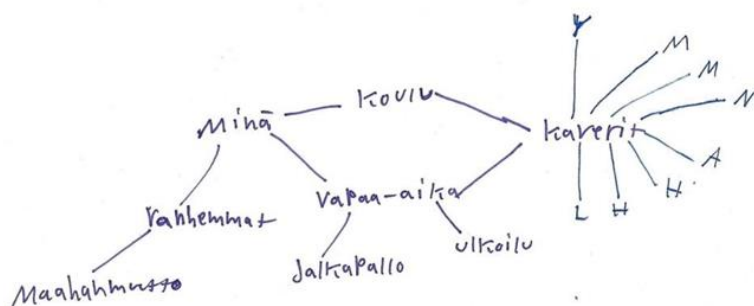 Y
M
M
M
koulu
Minä
kaverit
A
vapaa-aika
H
vanhemmat
L
H
ulkoilu
Jalkapallo
Maahanmuutto